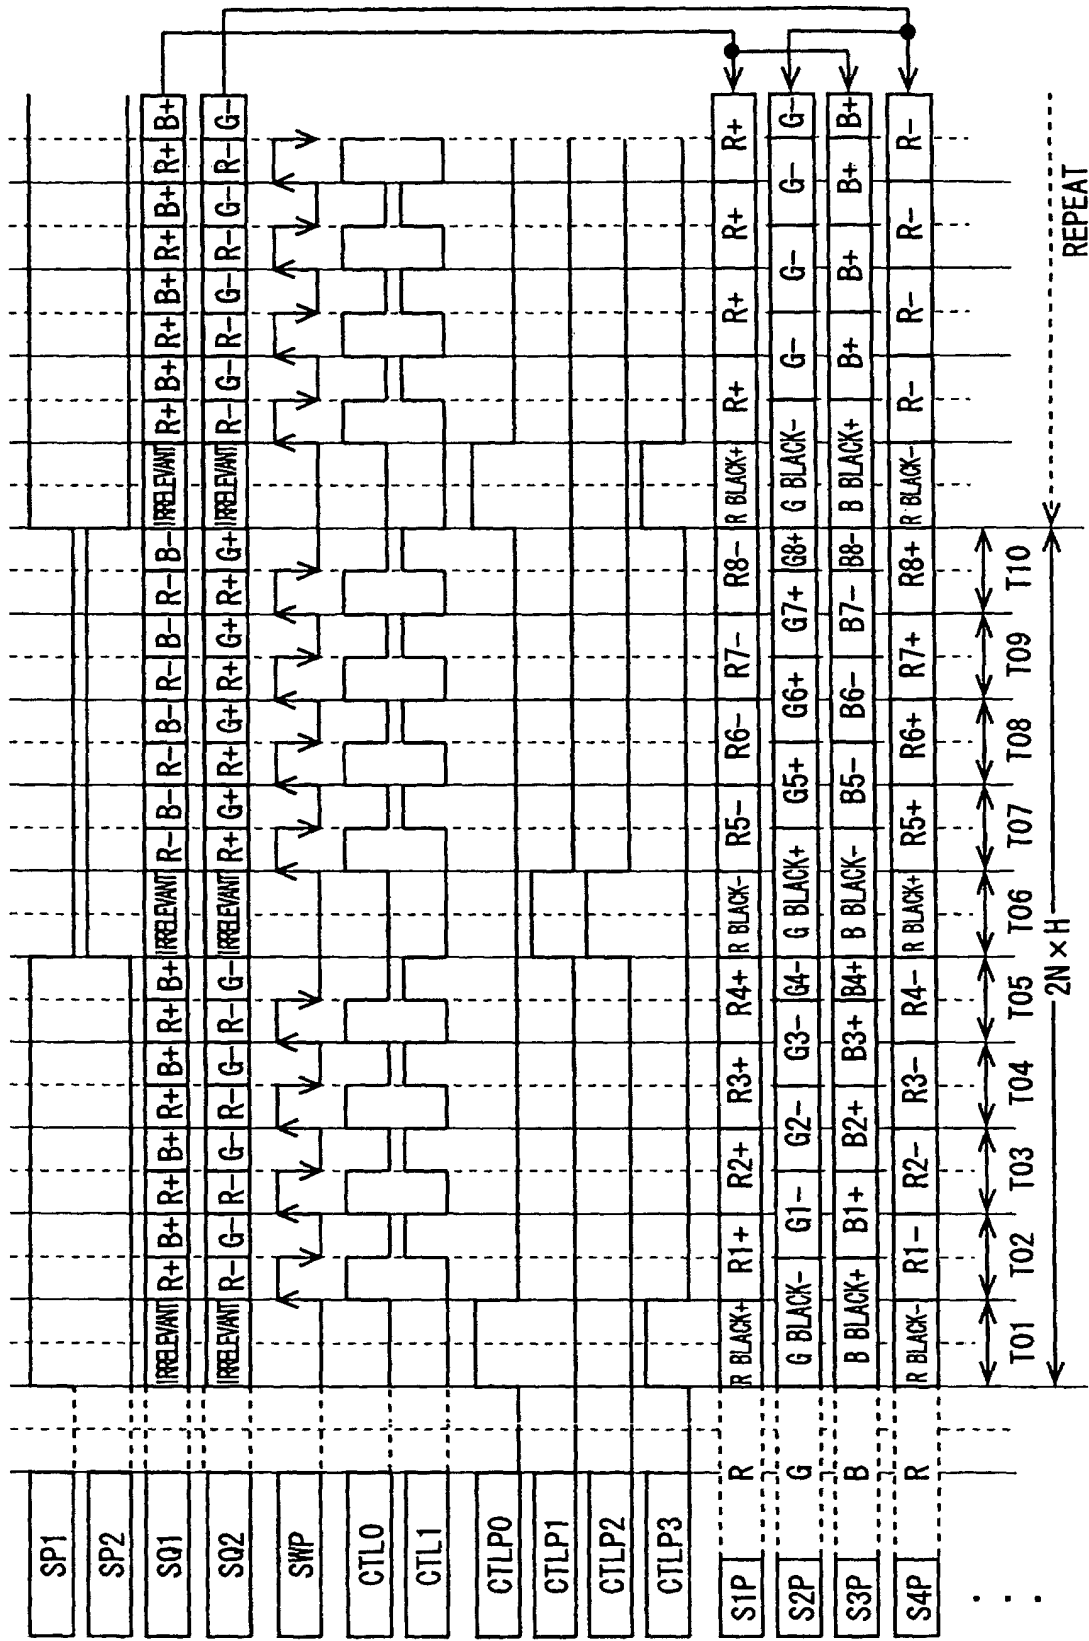 SP1
SP2
SQ1 IRRELEVANT R+ B+ R+ B+ R+ B+ R+ B+ IRRELEVANT R- B- R- B- R- B- R- B- IRRELEVANT R+ B+ R+ B+ R+ B+ R+ B+
SQ2 IRRELEVANT R- G- R- G- R- G- R- G- IRRELEVANT R+ G+ R+ G+ R+ G+ R+ G+ IRRELEVANT R- G- R- G- R- G- R- G-
SWP
CTL0
CTL1
CTLP0
CTLP1
CTLP2
CTLP3
S1P R R BLACK+ R1+ R2+ R3+ R4+ R BLACK- R5- R6- R7- R8- R BLACK+ R+ R+ R+ R+
S2P G G BLACK- G1- G2- G3- G4- G BLACK+ G5+ G6+ G7+ G8+ G BLACK- G- G- G- G-
S3P B B BLACK+ B1+ B2+ B3+ B4+ B BLACK- B5- B6- B7- B8- B BLACK+ B+ B+ B+ B+
S4P R R BLACK- R1- R2- R3- R4- R BLACK+ R5+ R6+ R7+ R8+ R BLACK- R- R- R- R-
. . .
T01 T02 T03 T04 T05 T06 T07 T08 T09 T10
2N×H REPEAT